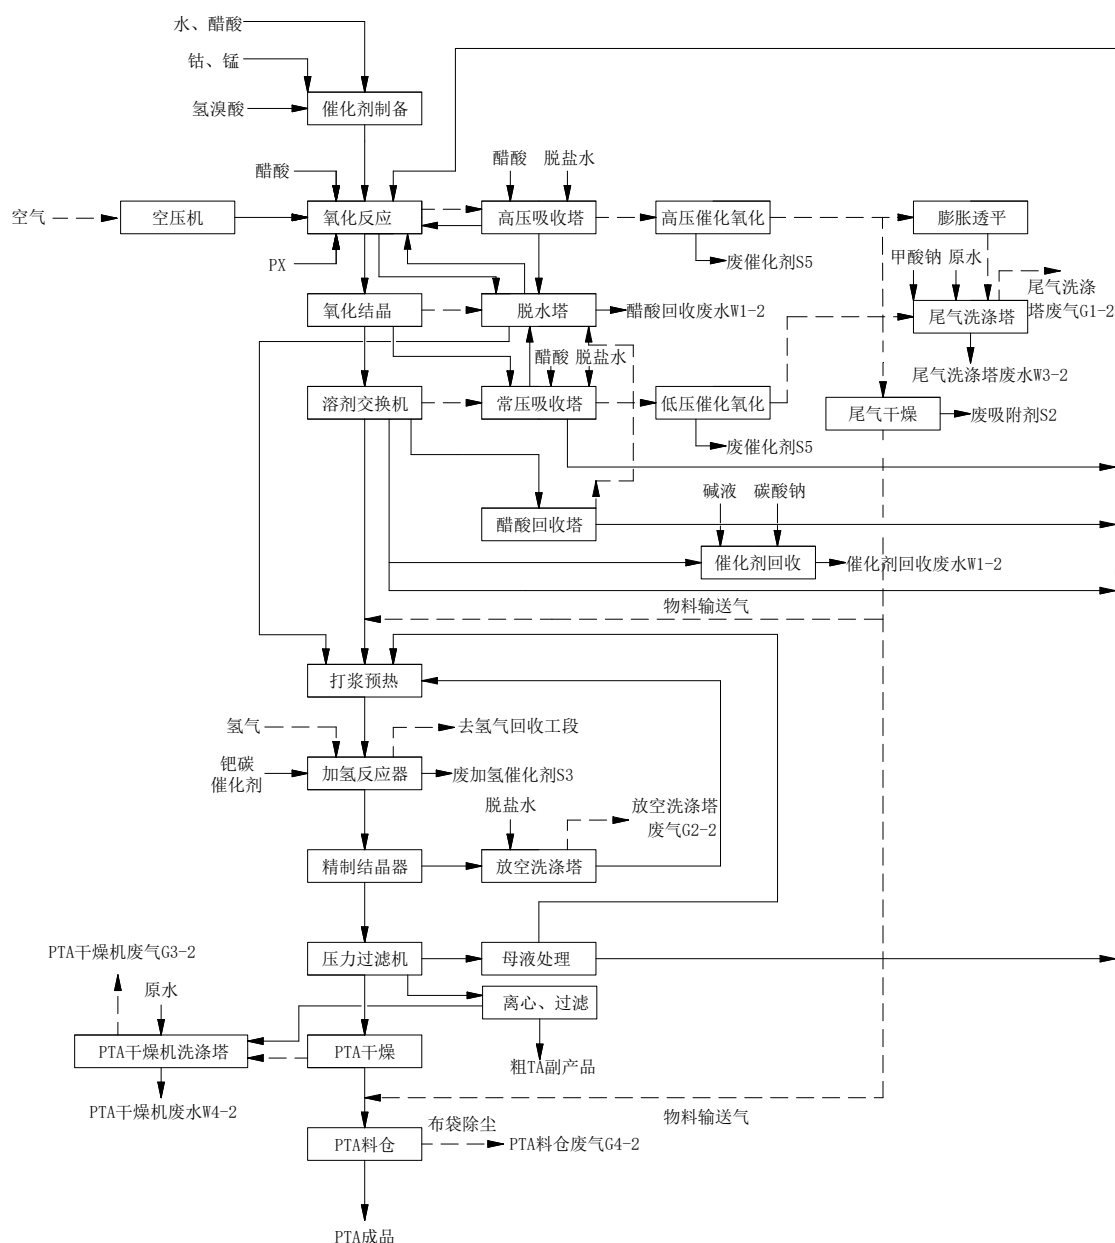 水、醋酸
钴、锰
氢溴酸
催化剂制备
醋酸
醋酸
脱盐水
空气
空压机
氧化反应
高压吸收塔
高压催化氧化
膨胀透平
PX
废催化剂S5
甲酸钠
原水
尾气洗涤
塔废气G1-2
氧化结晶
脱水塔
醋酸回收废水W1-2
尾气洗涤塔
醋酸
脱盐水
尾气洗涤塔废水W3-2
溶剂交换机
常压吸收塔
低压催化氧化
尾气干燥
废吸附剂S2
废催化剂S5
碱液
碳酸钠
醋酸回收塔
催化剂回收
催化剂回收废水W1-2
物料输送气
打浆预热
氢气
去氢气回收工段
钯碳
催化剂
加氢反应器
废加氢催化剂S3
脱盐水
放空洗涤塔
废气G2-2
精制结晶器
放空洗涤塔
PTA干燥机废气G3-2
压力过滤机
母液处理
原水
离心、过滤
PTA干燥机洗涤塔
PTA干燥
粗TA副产品
PTA干燥机废水W4-2
物料输送气
布袋除尘
PTA料仓
PTA料仓废气G4-2
PTA成品